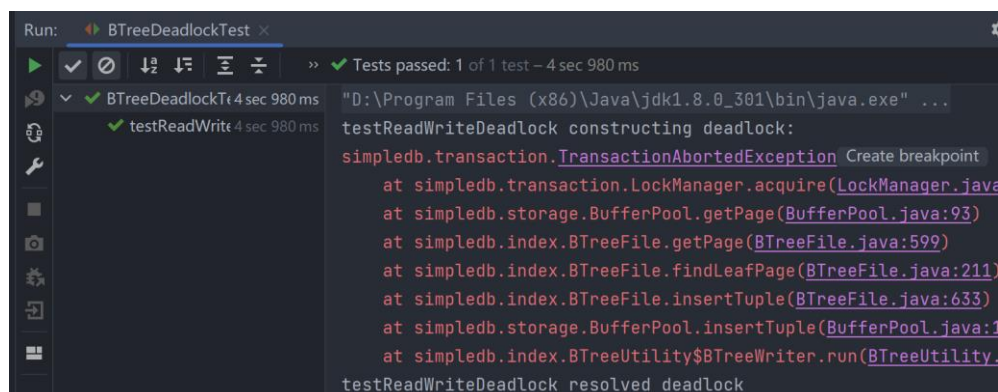 Run: BTreeDeadlockTest ×
» ✔ Tests passed: 1 of 1 test – 4 sec 980 ms
BTreeDeadlockTe 4 sec 980 ms
"D:\Program Files (x86)\Java\jdk1.8.0_301\bin\java.exe" ...
testReadWrite 4 sec 980 ms
testReadWriteDeadlock constructing deadlock:
simpledb.transaction.TransactionAbortedException Create breakpoint
at simpledb.transaction.LockManager.acquire(LockManager.java
at simpledb.storage.BufferPool.getPage(BufferPool.java:93)
at simpledb.index.BTreeFile.getPage(BTreeFile.java:599)
at simpledb.index.BTreeFile.findLeafPage(BTreeFile.java:211)
at simpledb.index.BTreeFile.insertTuple(BTreeFile.java:633)
at simpledb.storage.BufferPool.insertTuple(BufferPool.java:1
at simpledb.index.BTreeUtility$BTreeWriter.run(BTreeUtility.
testReadWriteDeadlock resolved deadlock